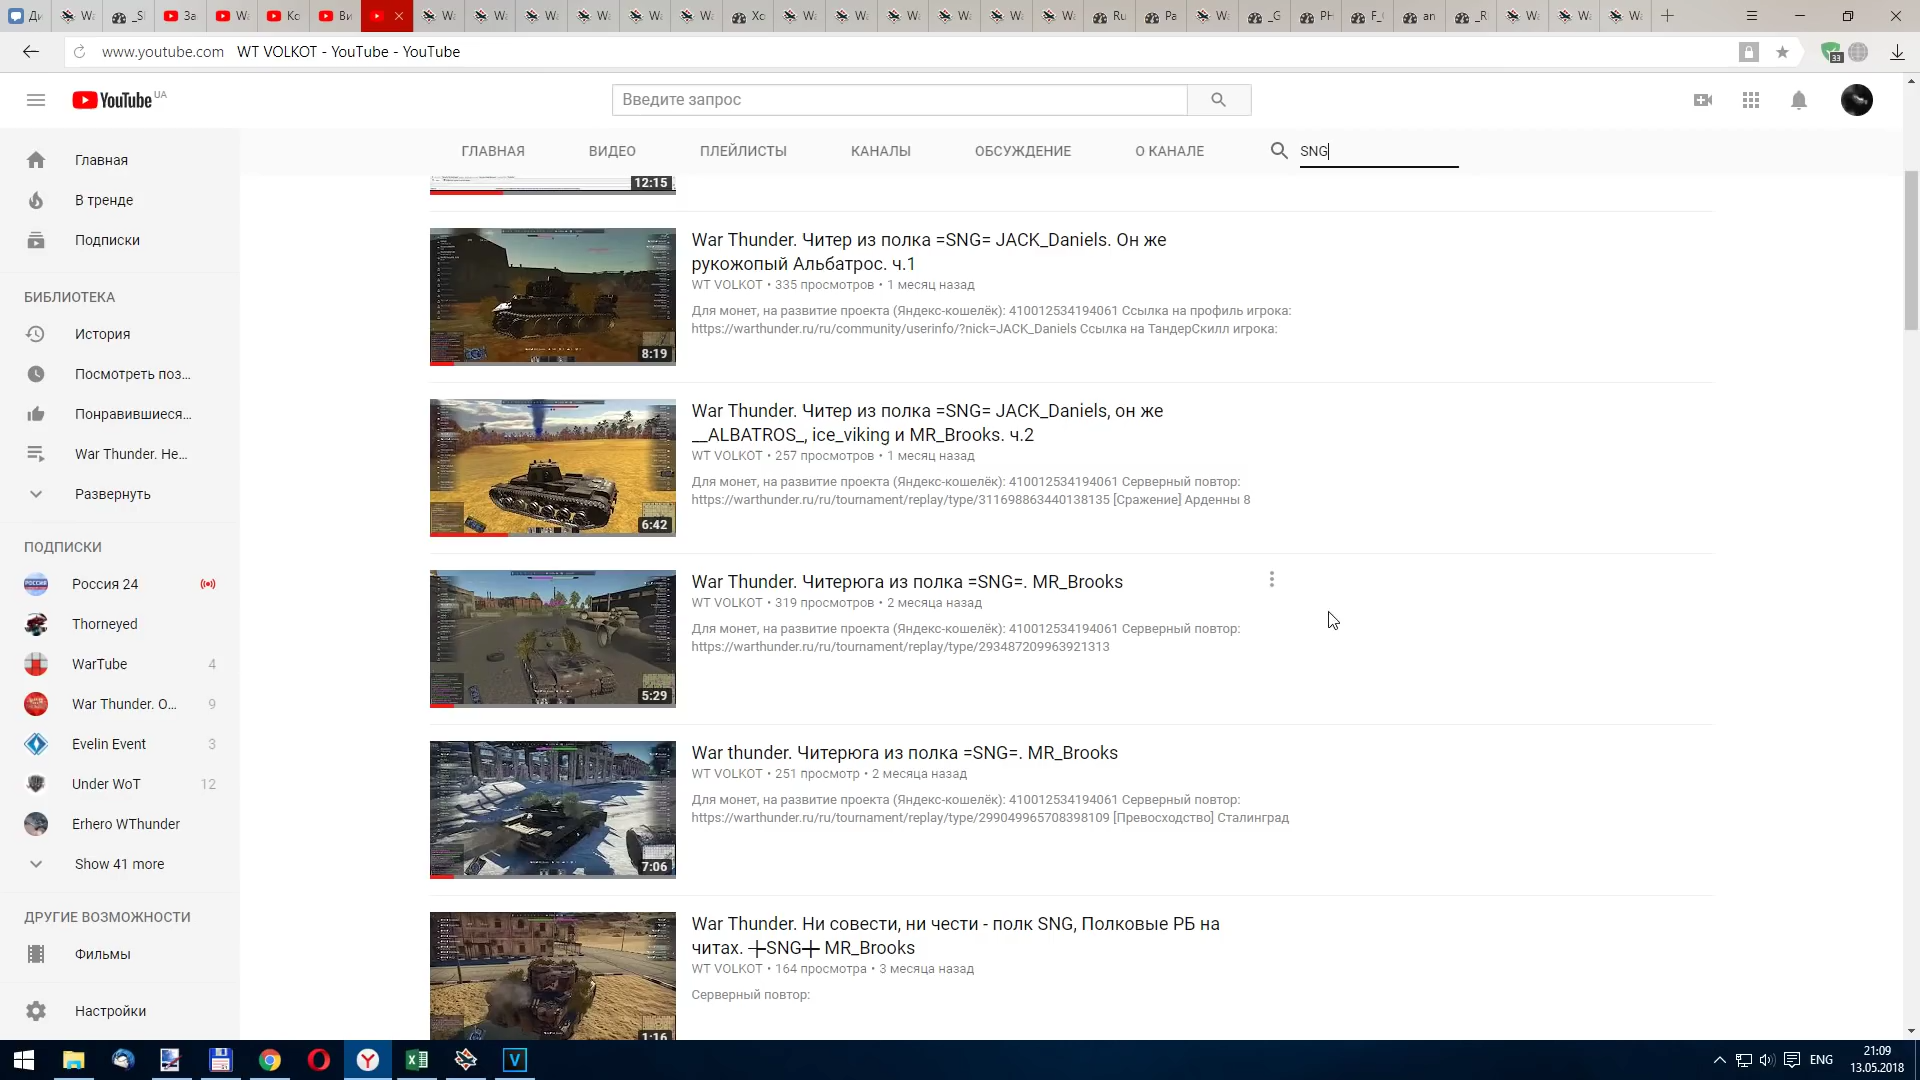 www.youtube.com WT VOLKOT - YouTube - YouTube
33
YouTube UA
Введите запрос
ГЛАВНАЯ ВИДЕО ПЛЕЙЛИСТЫ КАНАЛЫ ОБСУЖДЕНИЕ О КАНАЛЕ SNG
Главная
В тренде
Подписки
БИБЛИОТЕКА
История
Посмотреть поз...
Понравившиеся...
War Thunder. Не...
Развернуть
ПОДПИСКИ
Россия 24
Thorneyed
WarTube 4
War Thunder. О... 9
Evelin Event 3
Under WoT 12
Erhero WThunder
Show 41 more
ДРУГИЕ ВОЗМОЖНОСТИ
Фильмы
Настройки
12:15
War Thunder. Читер из полка =SNG= JACK_Daniels. Он же
рукожопый Альбатрос. ч.1
WT VOLKOT • 335 просмотров • 1 месяц назад
Для монет, на развитие проекта (Яндекс-кошелёк): 410012534194061 Ссылка на профиль игрока:
https://warthunder.ru/ru/community/userinfo/?nick=JACK_Daniels Ссылка на ТандерСкилл игрока:
8:19
War Thunder. Читер из полка =SNG= JACK_Daniels, он же
__ALBATROS_, ice_viking и MR_Brooks. ч.2
WT VOLKOT • 257 просмотров • 1 месяц назад
Для монет, на развитие проекта (Яндекс-кошелёк): 410012534194061 Серверный повтор:
https://warthunder.ru/ru/tournament/replay/type/311698863440138135 [Сражение] Арденны 8
6:42
War Thunder. Читерюга из полка =SNG=. MR_Brooks
WT VOLKOT • 319 просмотров • 2 месяца назад
Для монет, на развитие проекта (Яндекс-кошелёк): 410012534194061 Серверный повтор:
https://warthunder.ru/ru/tournament/replay/type/293487209963921313
5:29
War thunder. Читерюга из полка =SNG=. MR_Brooks
WT VOLKOT • 251 просмотр • 2 месяца назад
Для монет, на развитие проекта (Яндекс-кошелёк): 410012534194061 Серверный повтор:
https://warthunder.ru/ru/tournament/replay/type/299049965708398109 [Превосходство] Сталинград
7:06
War Thunder. Ни совести, ни чести - полк SNG, Полковые РБ на
читах. ╬SNG╬ MR_Brooks
WT VOLKOT • 164 просмотра • 3 месяца назад
Серверный повтор:
1:16
ENG
21:09
13.05.2018